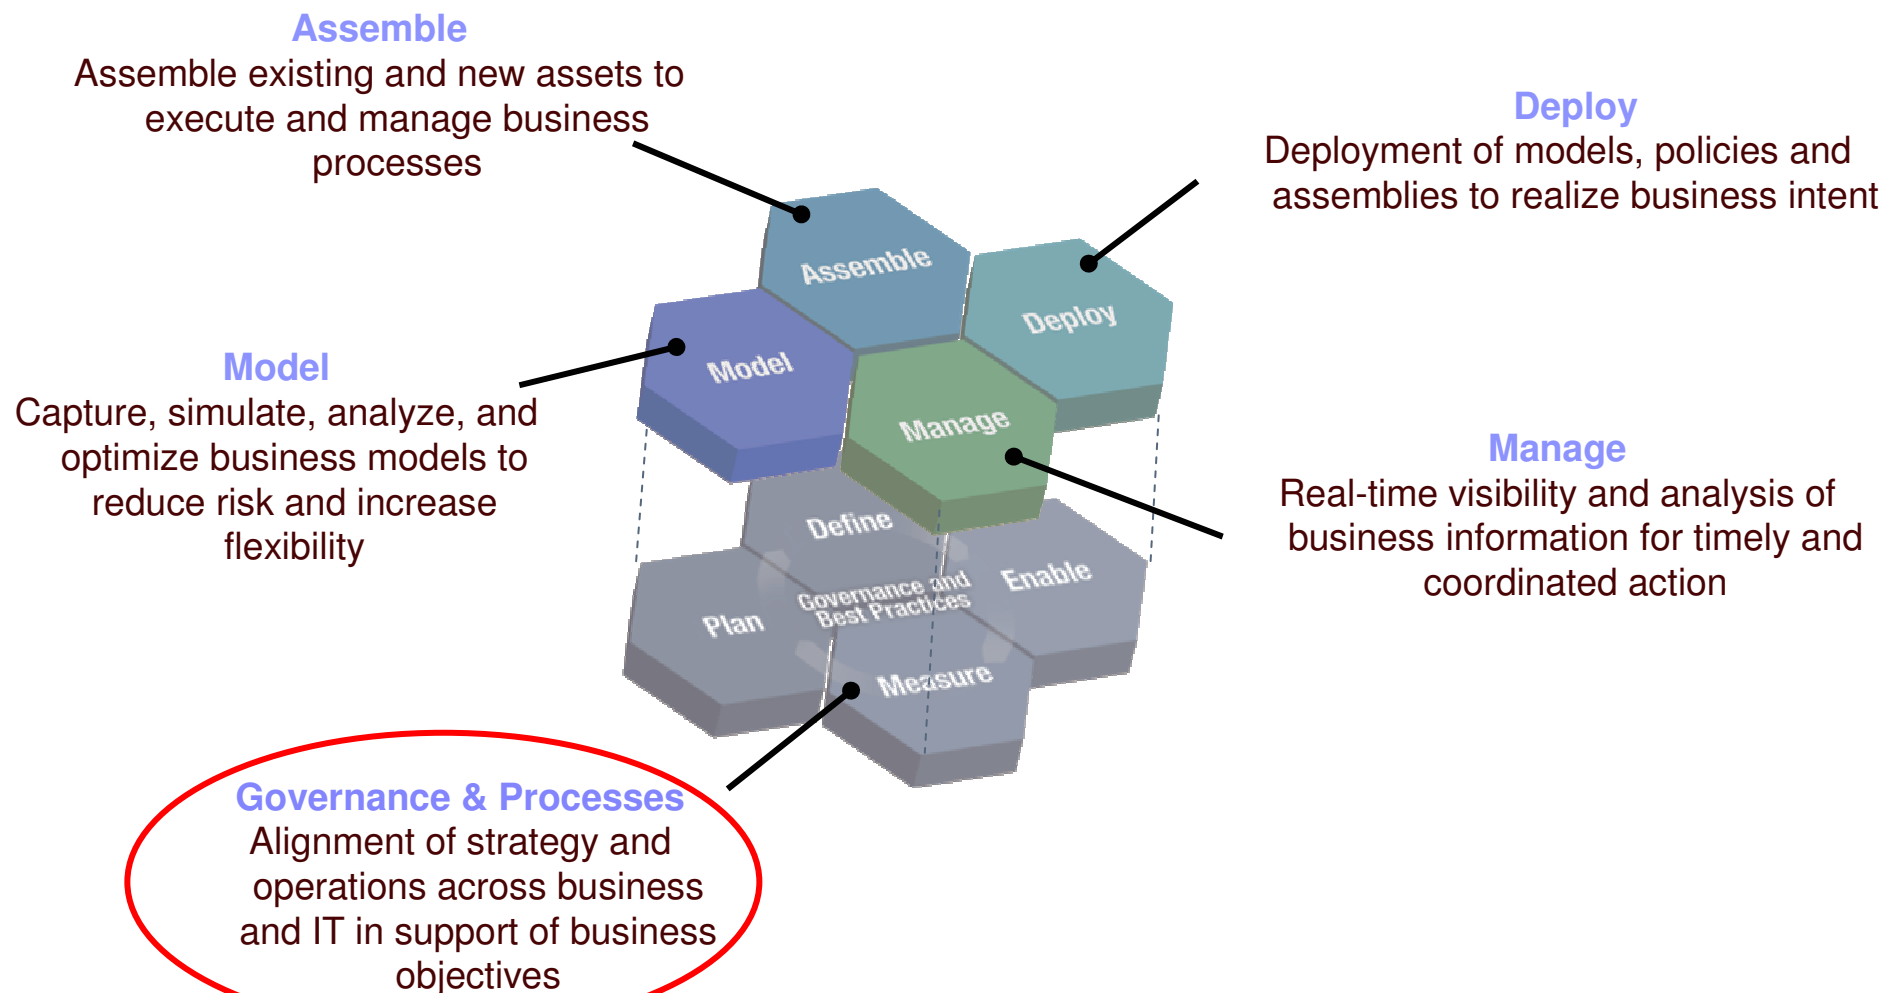 Assemble
Assemble existing and new assets to
execute and manage business
processes
Deploy
Deployment of models, policies and
assemblies to realize business intent
Assemble
Deploy
Model
Manage
Model
Capture, simulate, analyze, and
optimize business models to
reduce risk and increase
flexibility
Manage
Real-time visibility and analysis of
business information for timely and
coordinated action
Define
Enable
Governance and
Best Practices
Plan
Measure
Governance & Processes
Alignment of strategy and
operations across business
and IT in support of business
objectives